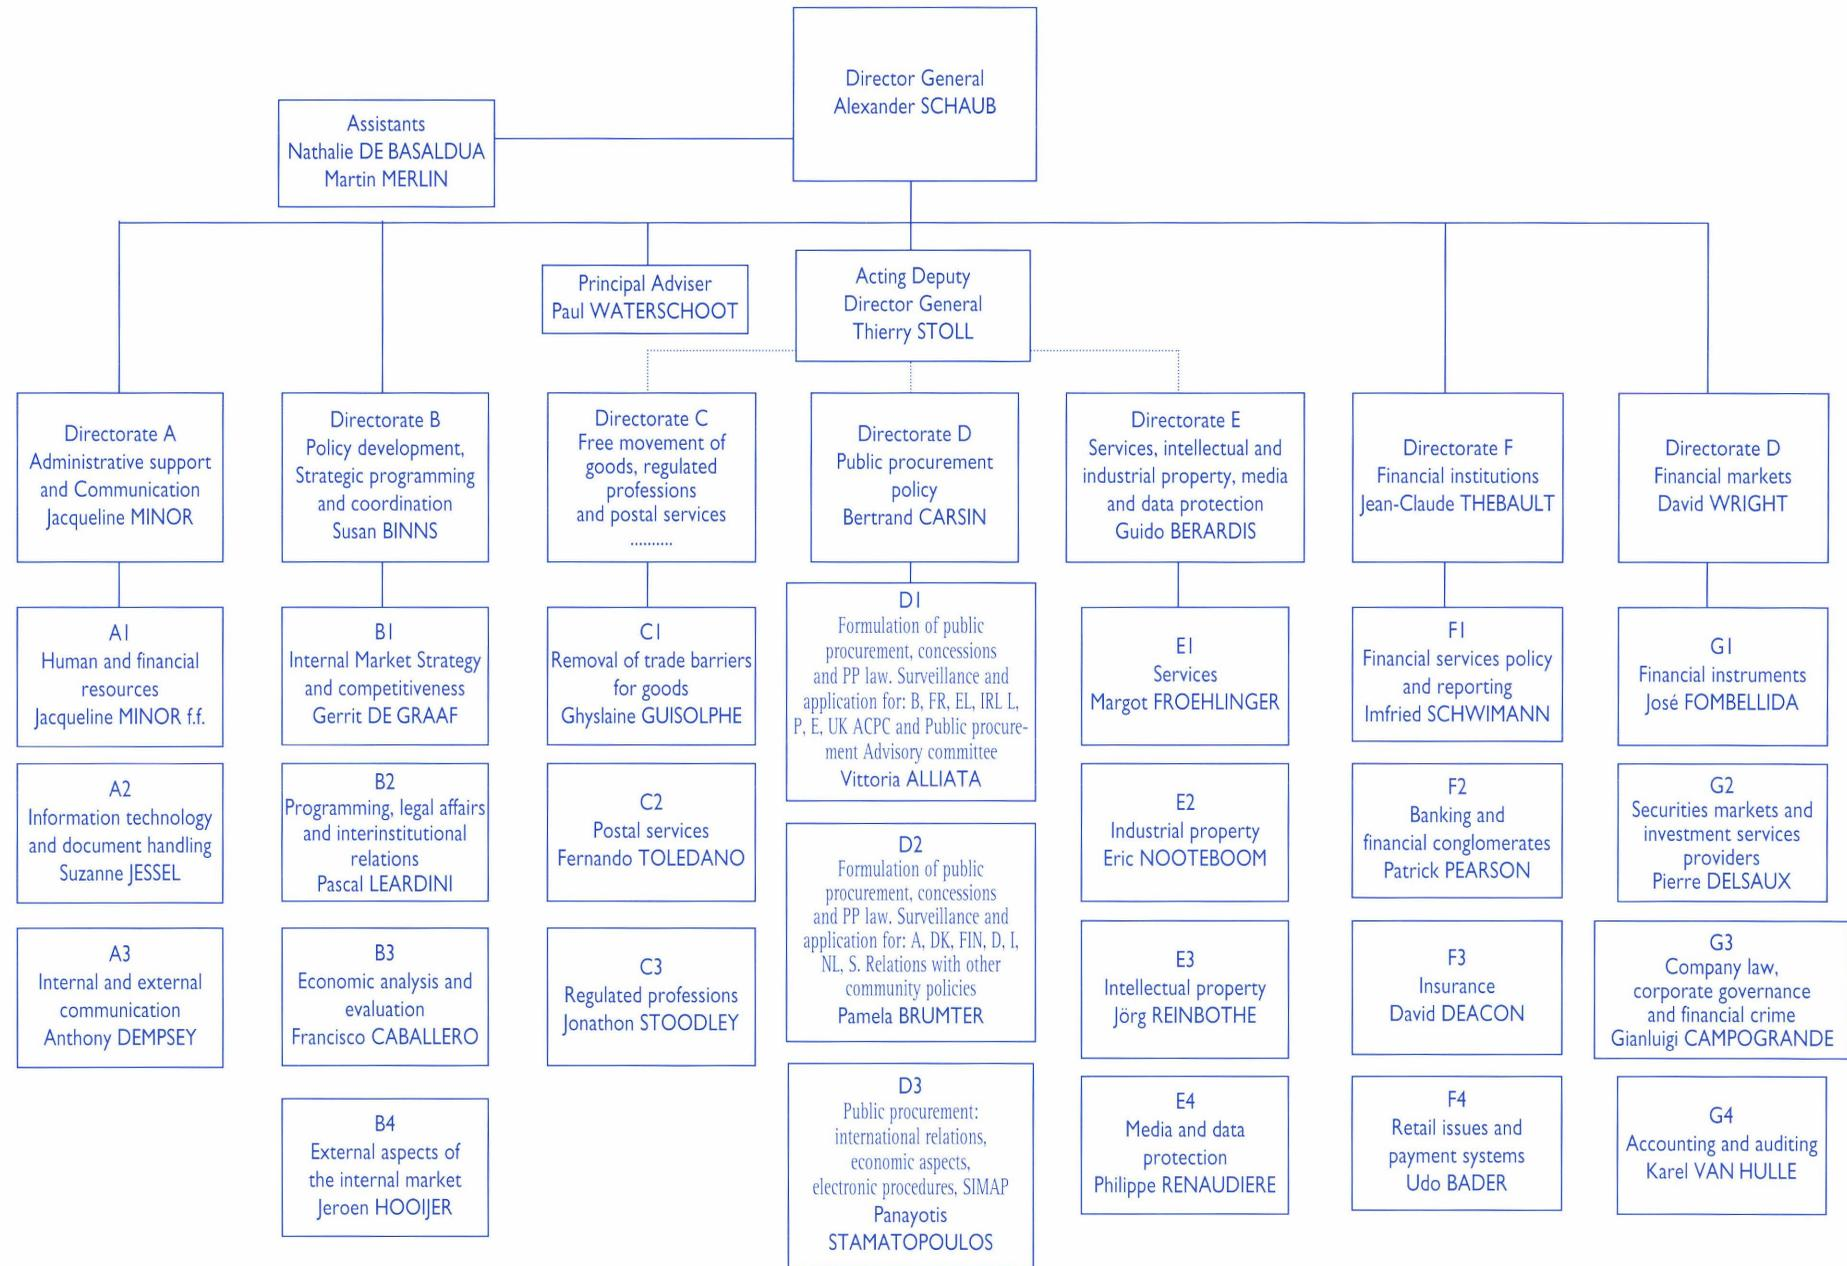 Director General
Alexander SCHAUB
Assistants
Nathalie DE BASALDUA
Martin MERLIN
Principal Adviser
Paul WATERSCHOOT
Acting Deputy
Director General
Thierry STOLL
Directorate A
Administrative support
and Communication
Jacqueline MINOR
Directorate B
Policy development,
Strategic programming
and coordination
Susan BINNS
Directorate C
Free movement of
goods, regulated
professions
and postal services
..........
Directorate D
Public procurement
policy
Bertrand CARSIN
Directorate E
Services, intellectual and
industrial property, media
and data protection
Guido BERARDIS
Directorate F
Financial institutions
Jean-Claude THEBAULT
Directorate D
Financial markets
David WRIGHT
A1
Human and financial
resources
Jacqueline MINOR f.f.
A2
Information technology
and document handling
Suzanne JESSEL
A3
Internal and external
communication
Anthony DEMPSEY
B1
Internal Market Strategy
and competitiveness
Gerrit DE GRAAF
B2
Programming, legal affairs
and interinstitutional
relations
Pascal LEARDINI
B3
Economic analysis and
evaluation
Francisco CABALLERO
B4
External aspects of
the internal market
Jeroen HOOIJER
C1
Removal of trade barriers
for goods
Ghyslaine GUISOLPHE
C2
Postal services
Fernando TOLEDANO
C3
Regulated professions
Jonathon STOODLEY
D1
Formulation of public
procurement, concessions
and PP law. Surveillance and
application for: B, FR, EL, IRL L,
P, E, UK ACPC and Public procure-
ment Advisory committee
Vittoria ALLIATA
D2
Formulation of public
procurement, concessions
and PP law. Surveillance and
application for: A, DK, FIN, D, I,
NL, S. Relations with other
community policies
Pamela BRUMTER
D3
Public procurement:
international relations,
economic aspects,
electronic procedures, SIMAP
Panayotis
STAMATOPOULOS
E1
Services
Margot FROEHLINGER
E2
Industrial property
Eric NOOTEBOOM
E3
Intellectual property
Jörg REINBOTHE
E4
Media and data
protection
Philippe RENAUDIERE
F1
Financial services policy
and reporting
Imfried SCHWIMANN
F2
Banking and
financial conglomerates
Patrick PEARSON
F3
Insurance
David DEACON
F4
Retail issues and
payment systems
Udo BADER
G1
Financial instruments
José FOMBELLIDA
G2
Securities markets and
investment services
providers
Pierre DELSAUX
G3
Company law,
corporate governance
and financial crime
Gianluigi CAMPOGRANDE
G4
Accounting and auditing
Karel VAN HULLE